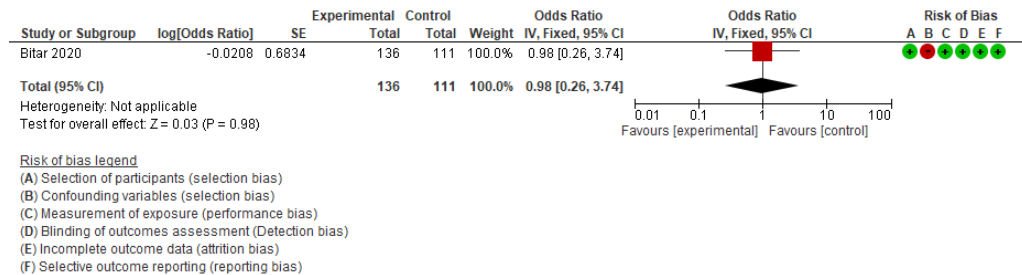 Experimental Control Odds Ratio Odds Ratio Risk of Bias
Study or Subgroup log[Odds Ratio] SE Total Total Weight IV, Fixed, 95% CI IV, Fixed, 95% CI A B C D E F
Bitar 2020 -0.0208 0.6834 136 111 100.0% 0.98 [0.26, 3.74] + - + + + +
Total (95% CI) 136 111 100.0% 0.98 [0.26, 3.74]
Heterogeneity: Not applicable
Test for overall effect: Z = 0.03 (P = 0.98)
0.01 0.1 1 10 100
Favours [experimental] Favours [control]
Risk of bias legend
(A) Selection of participants (selection bias)
(B) Confounding variables (selection bias)
(C) Measurement of exposure (performance bias)
(D) Blinding of outcomes assessment (Detection bias)
(E) Incomplete outcome data (attrition bias)
(F) Selective outcome reporting (reporting bias)